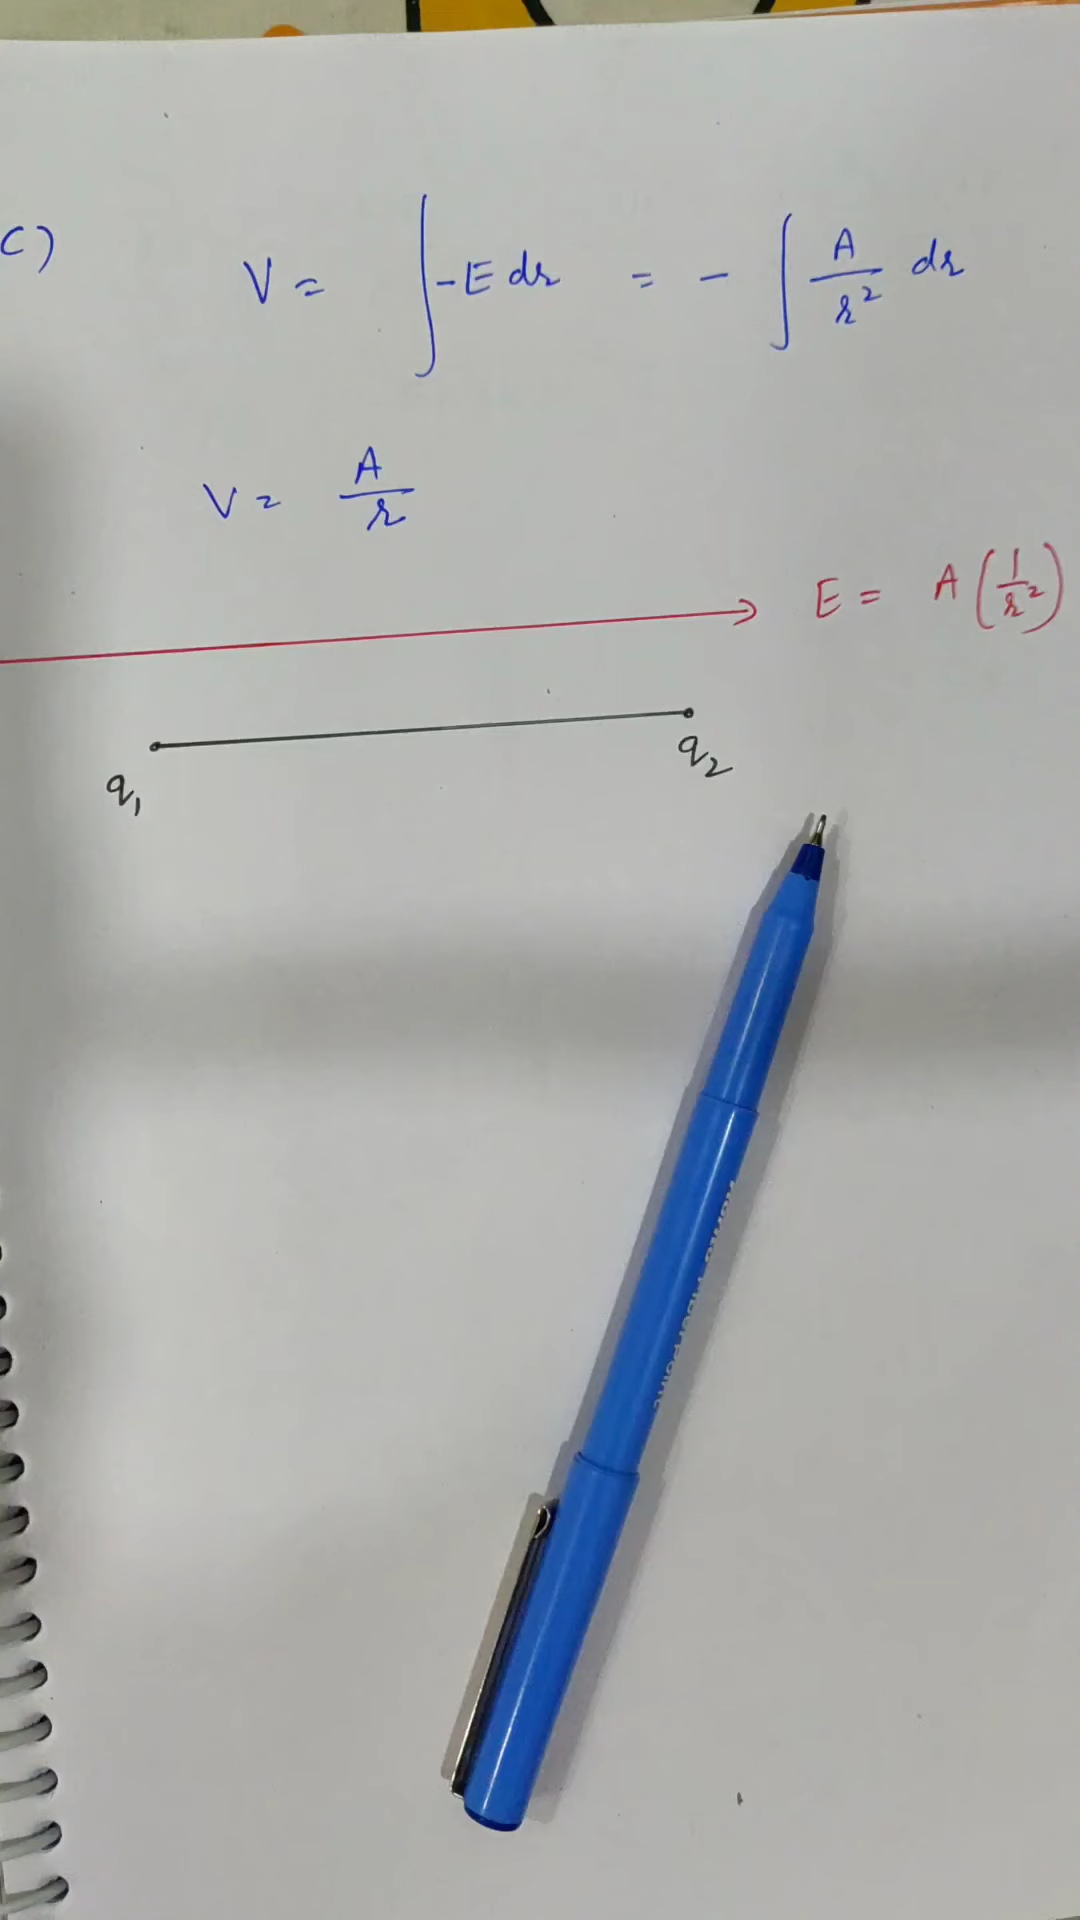 C) V = ∫ -E dr = - ∫ A/r² dr
V = A/r
E = A (1/r²)
q₁ q₂